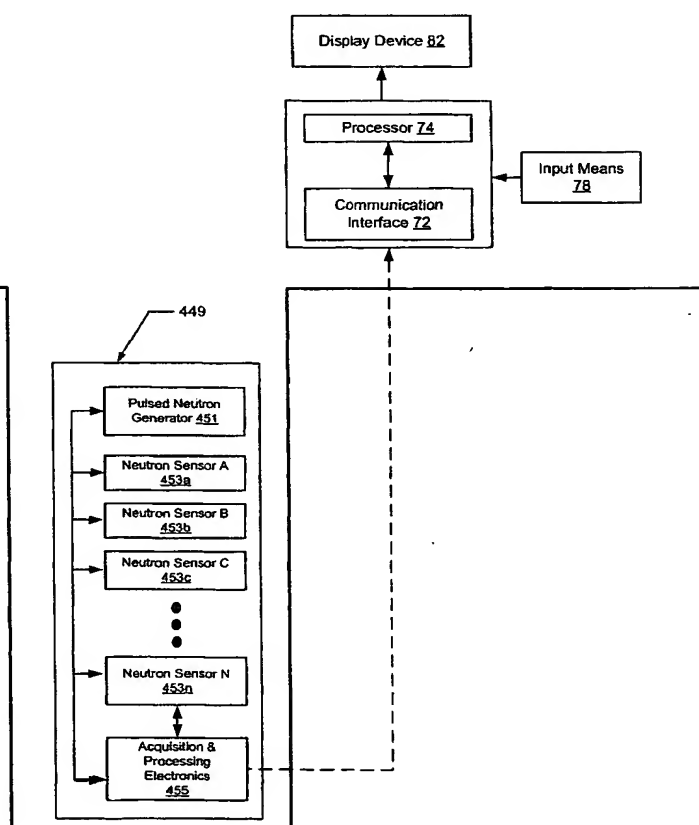 Display Device 82
Processor 74
Communication
Interface 72
Input Means
78
449
Pulsed Neutron
Generator 451
Neutron Sensor A
453a
Neutron Sensor B
453b
Neutron Sensor C
453c
Neutron Sensor N
453n
Acquisition &
Processing
Electronics
455